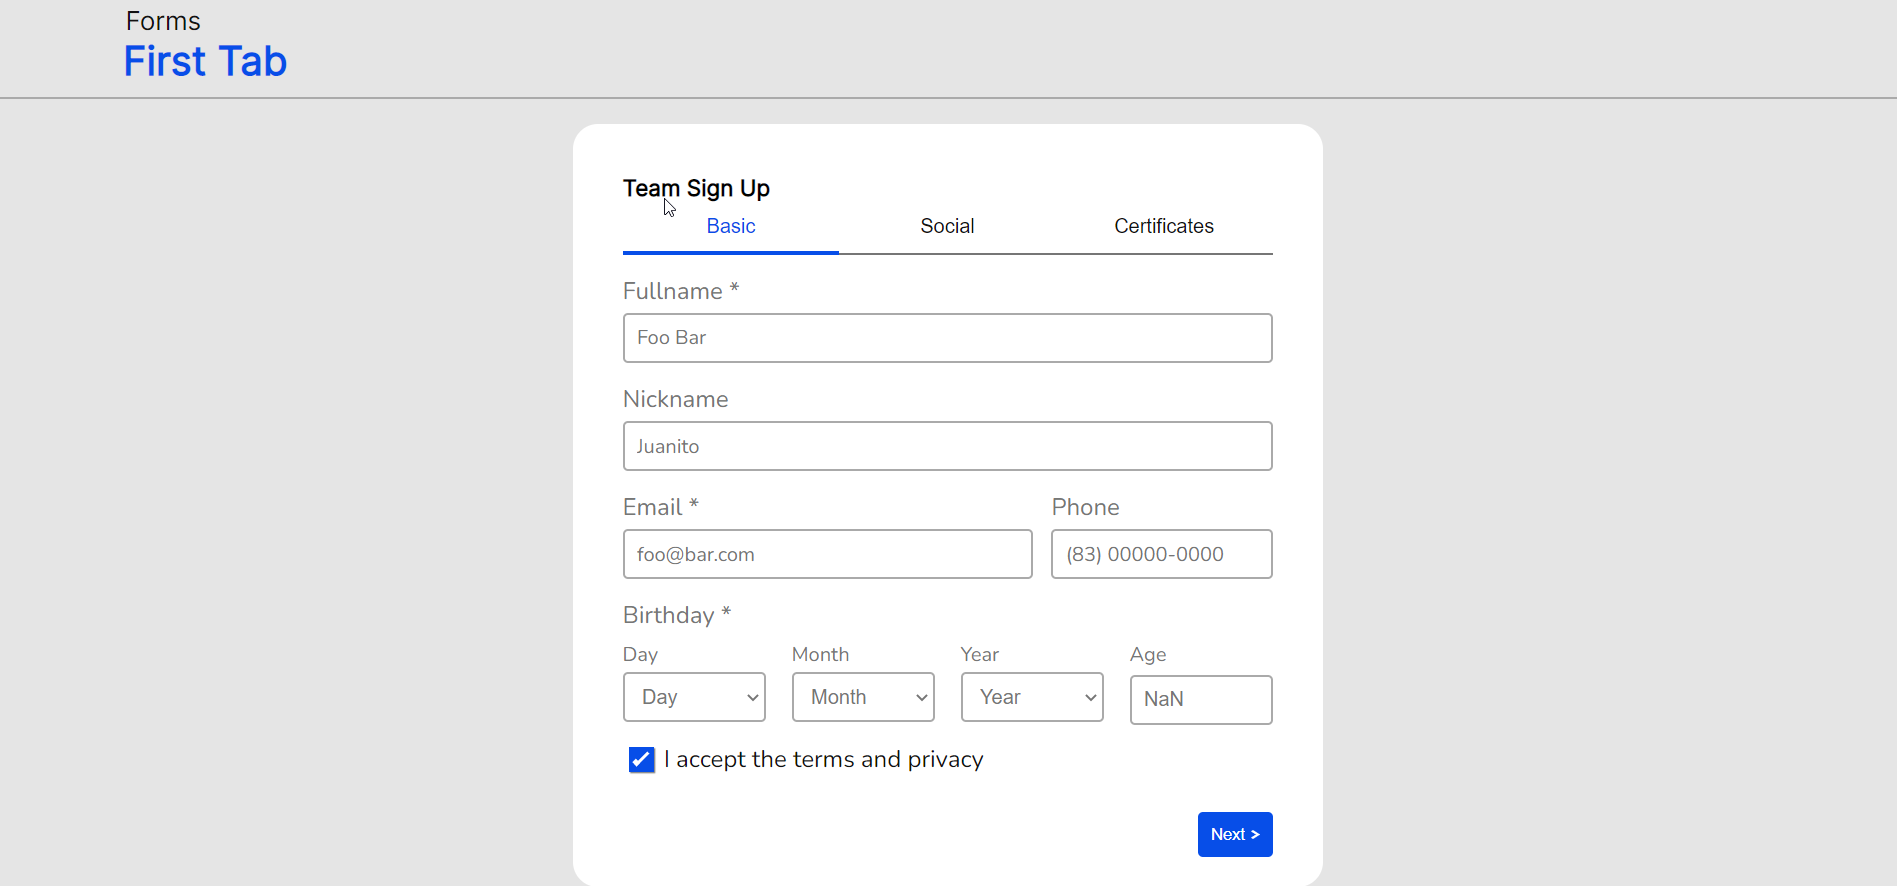 Forms
First Tab
Team Sign Up
Basic Social Certificates
Fullname *
Foo Bar
Nickname
Juanito
Email * Phone
foo@bar.com (83) 00000-0000
Birthday *
Day Month Year Age
Day Month Year NaN
I accept the terms and privacy
Next >